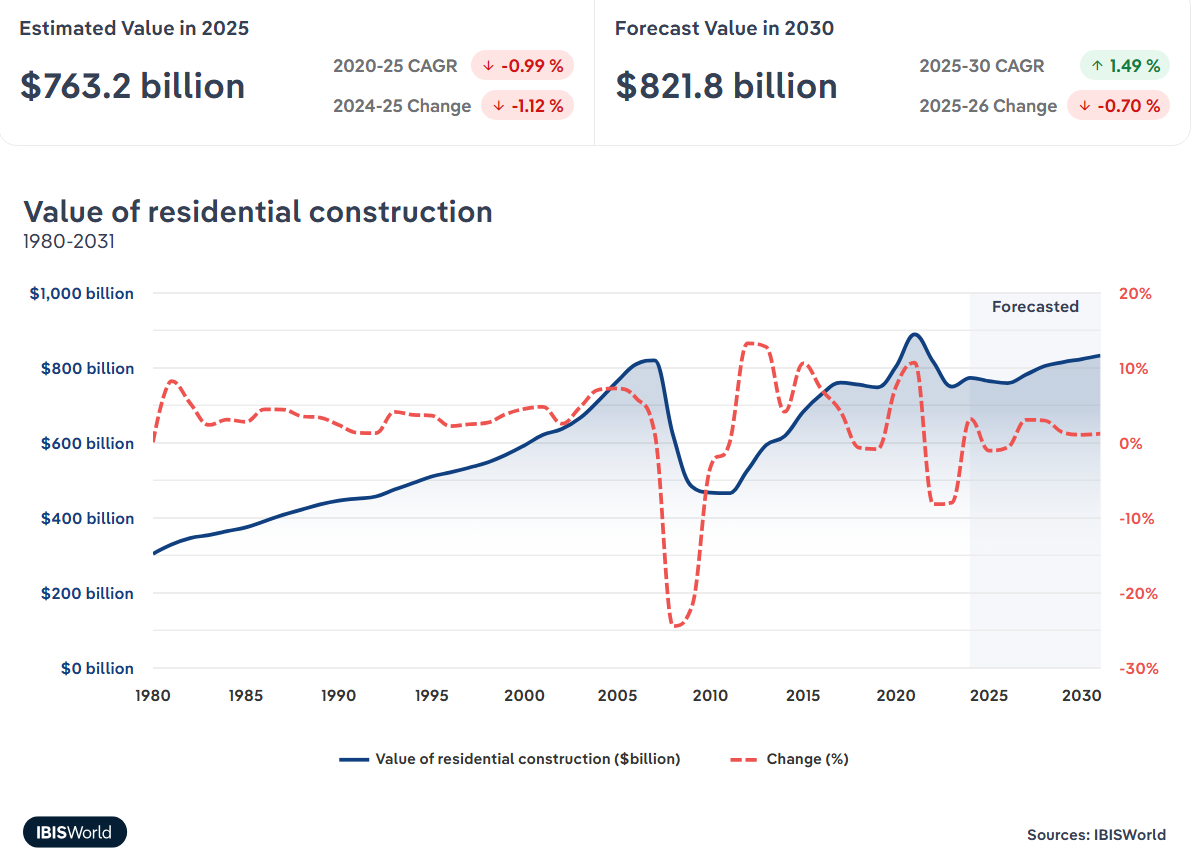 Estimated Value in 2025
$763.2 billion
2020-25 CAGR ↓ -0.99 %
2024-25 Change ↓ -1.12 %
Forecast Value in 2030
$821.8 billion
2025-30 CAGR ↑ 1.49 %
2025-26 Change ↓ -0.70 %
Value of residential construction
1980-2031
$1,000 billion
$800 billion
$600 billion
$400 billion
$200 billion
$0 billion
Forecasted
20%
10%
0%
-10%
-20%
-30%
1980 1985 1990 1995 2000 2005 2010 2015 2020 2025 2030
Value of residential construction ($billion) Change (%)
IBISWorld
Sources: IBISWorld